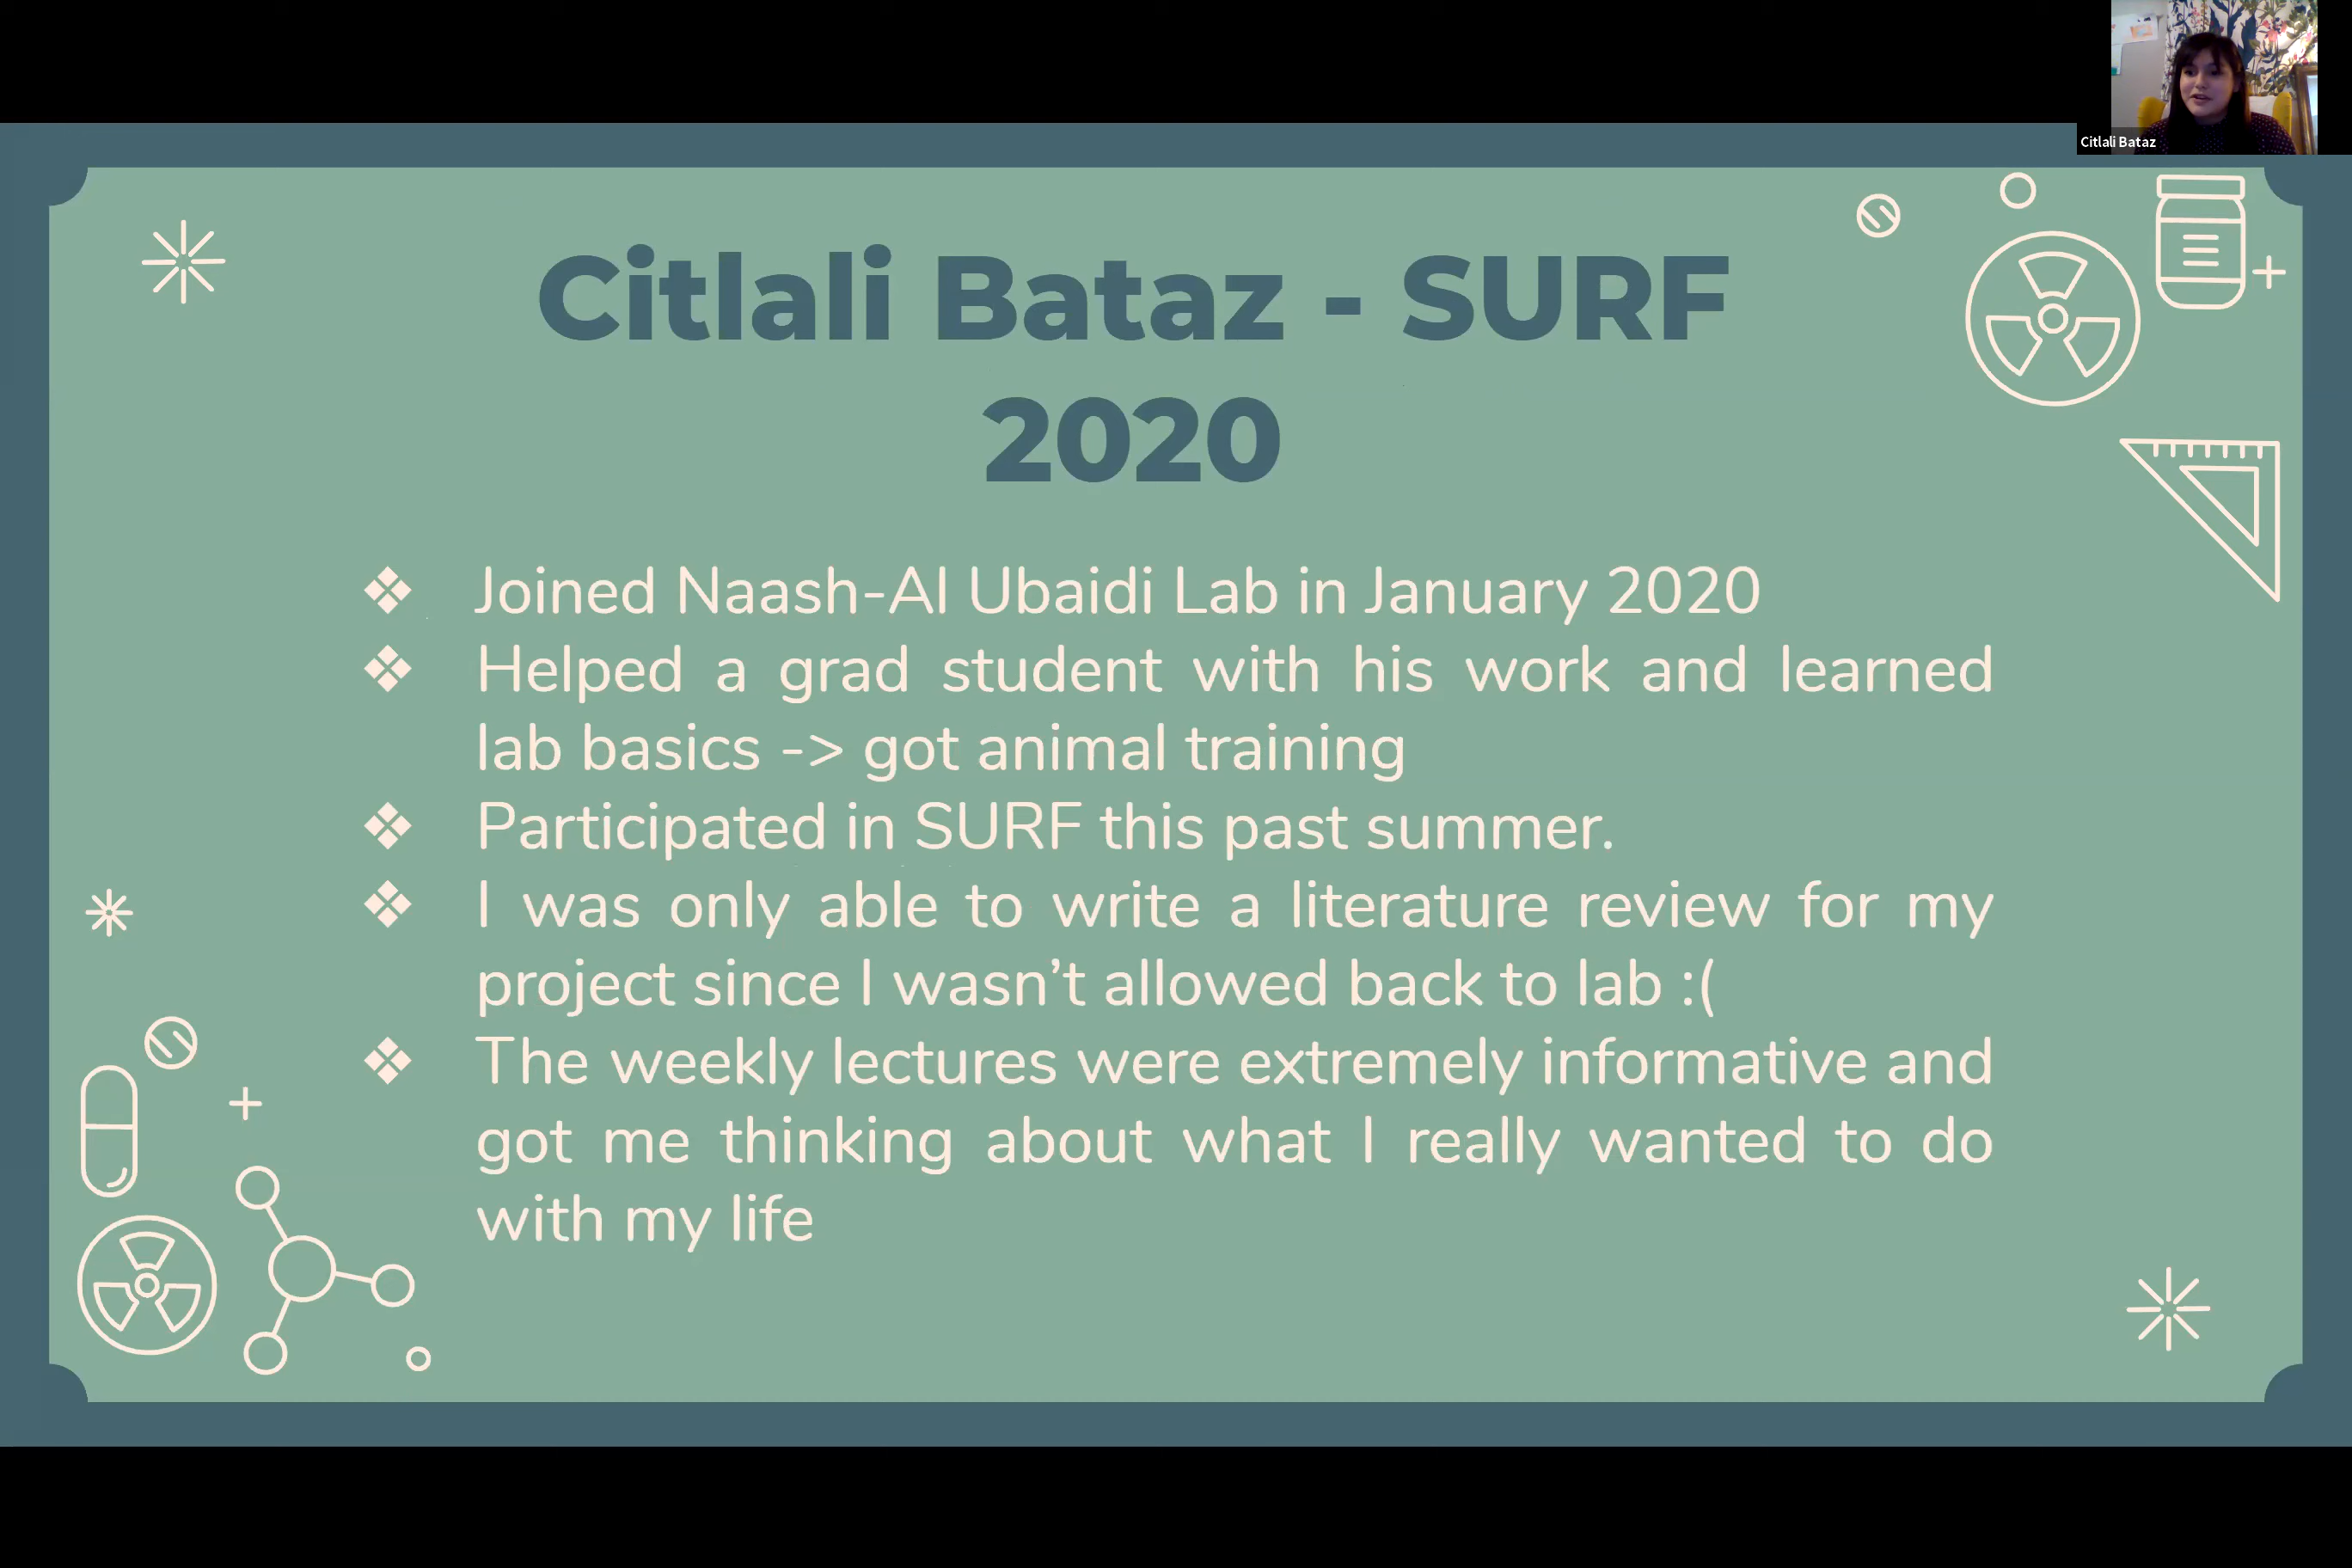 Citlali Bataz
Citlali Bataz - SURF
2020
❖ Joined Naash-Al Ubaidi Lab in January 2020
❖ Helped a grad student with his work and learned
lab basics -> got animal training
❖ Participated in SURF this past summer.
❖ I was only able to write a literature review for my
project since I wasn’t allowed back to lab :(
❖ The weekly lectures were extremely informative and
got me thinking about what I really wanted to do
with my life